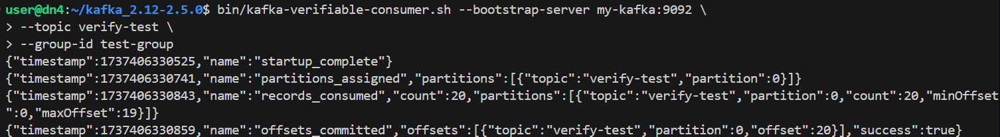 user@dn4:~/kafka_2.12-2.5.0$ bin/kafka-verifiable-consumer.sh --bootstrap-server my-kafka:9092 \
> --topic verify-test \
> --group-id test-group
{"timestamp":1737406330525,"name":"startup_complete"}
{"timestamp":1737406330741,"name":"partitions_assigned","partitions":[{"topic":"verify-test","partition":0}]}
{"timestamp":1737406330843,"name":"records_consumed","count":20,"partitions":[{"topic":"verify-test","partition":0,"count":20,"minOffset
":0,"maxOffset":19}]}
{"timestamp":1737406330859,"name":"offsets_committed","offsets":[{"topic":"verify-test","partition":0,"offset":20}],"success":true}